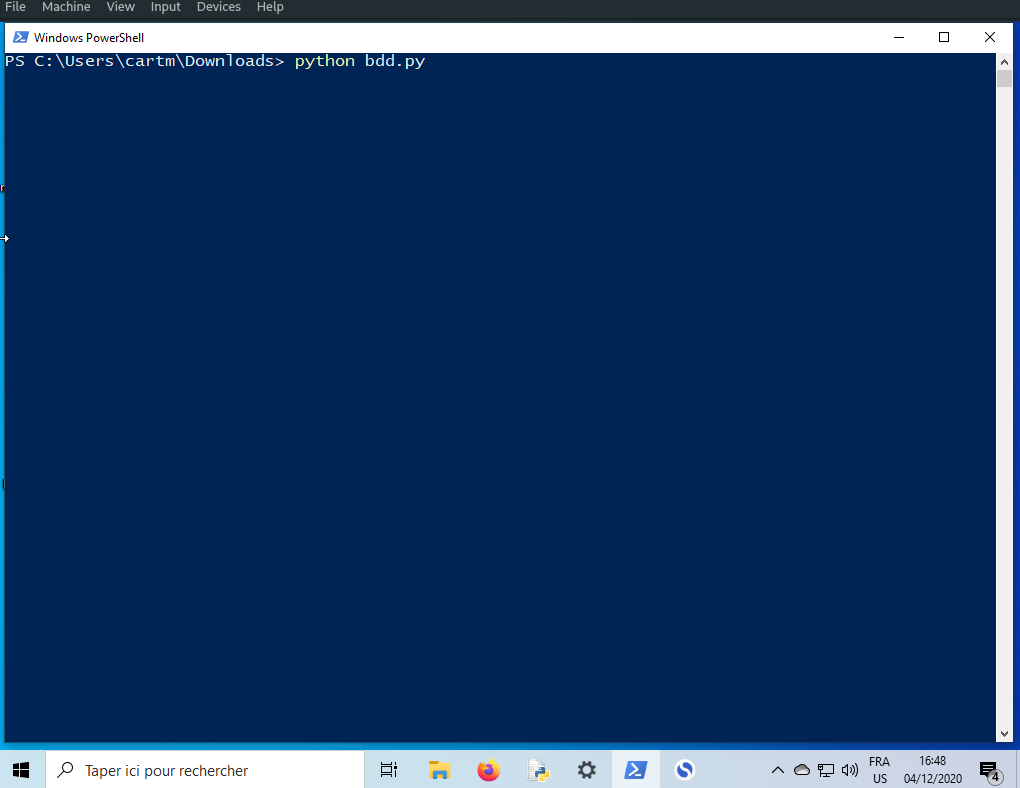 File Machine View Input Devices Help
Windows PowerShell
PS C:\Users\cartm\Downloads> python bdd.py
Taper ici pour rechercher
FRA
US
16:48
04/12/2020
4